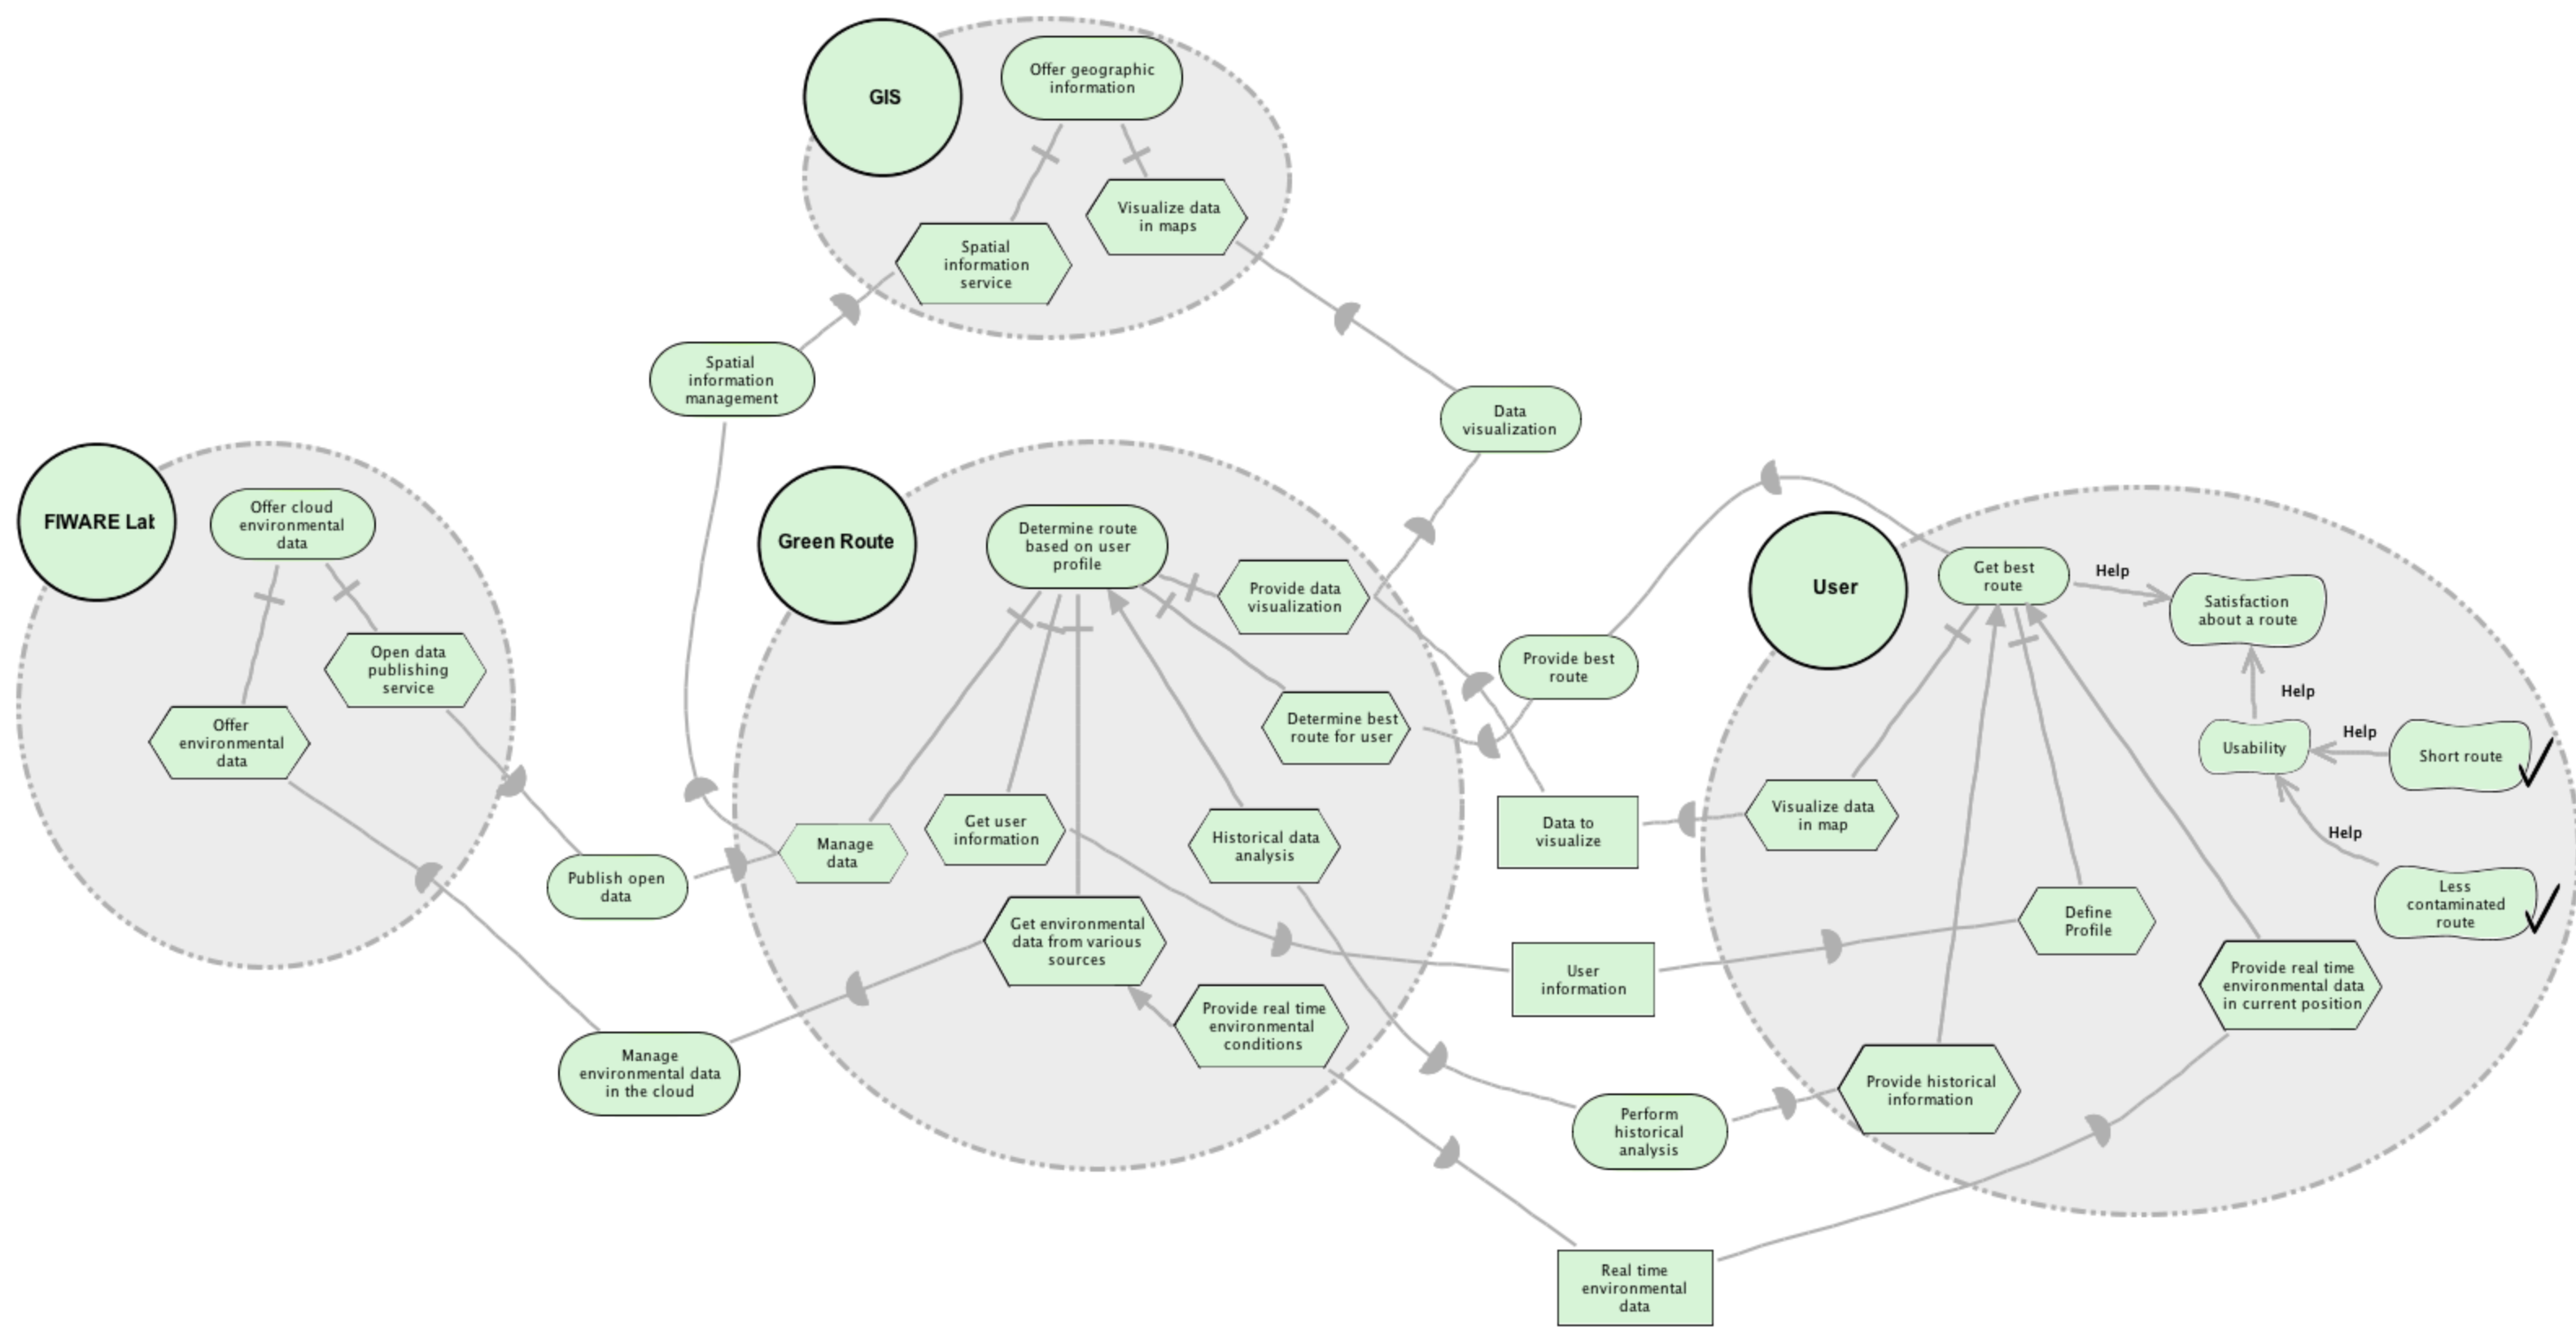 GIS
Offer geographic
information
Visualize data
in maps
Spatial
information
service
Spatial
information
management
Data
visualization
FIWARE Lab
Offer cloud
environmental
data
Open data
publishing
service
Offer
environmental
data
Publish open
data
Manage
environmental data
in the cloud
Green Route
Determine route
based on user
profile
Provide data
visualization
Determine best
route for user
Manage
data
Get user
information
Historical data
analysis
Get environmental
data from various
sources
Provide real time
environmental
conditions
Provide best
route
Data to
visualize
User
information
Perform
historical
analysis
Real time
environmental
data
User
Get best
route
Help
Satisfaction
about a route
Help
Usability
Help
Short route
Help
Less
contaminated
route
Visualize data
in map
Define
Profile
Provide real time
environmental data
in current position
Provide historical
information